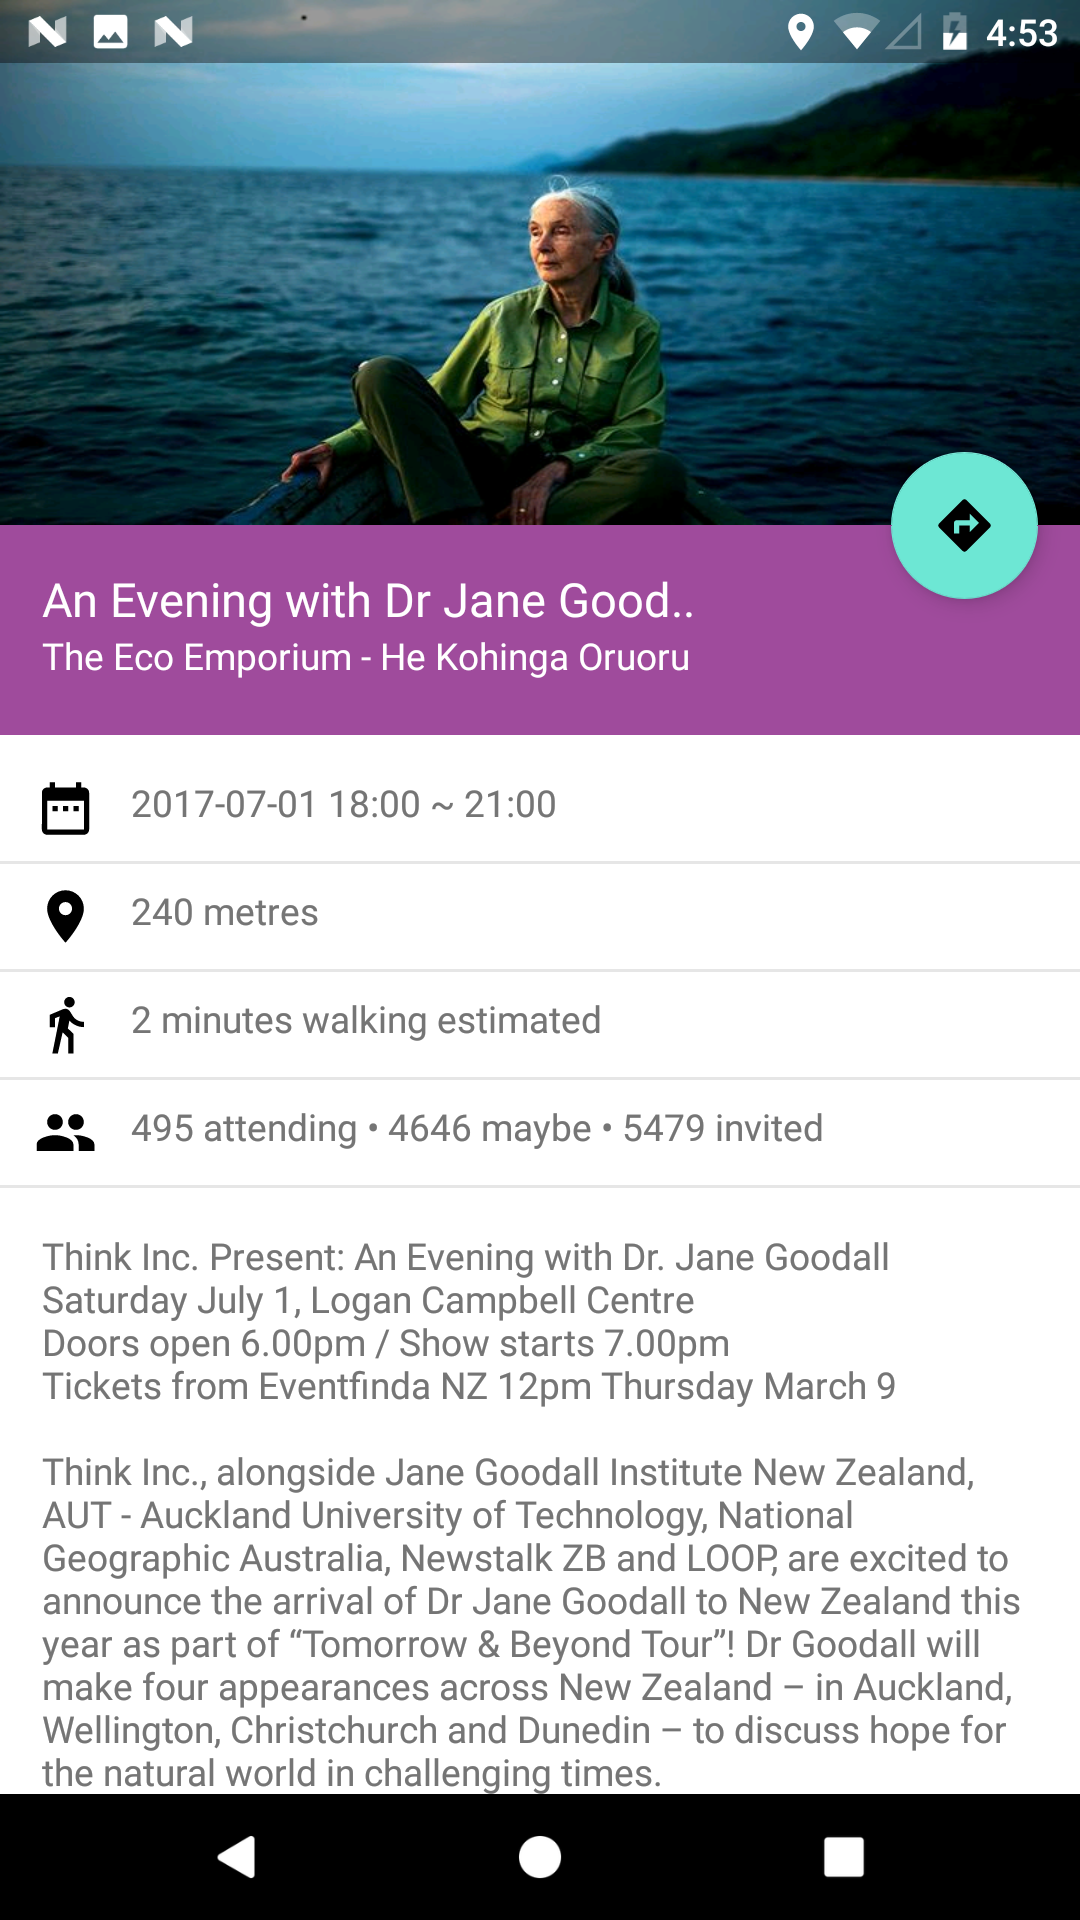 4:53
An Evening with Dr Jane Good..
The Eco Emporium - He Kohinga Oruoru
2017-07-01 18:00 ~ 21:00
240 metres
2 minutes walking estimated
495 attending • 4646 maybe • 5479 invited
Think Inc. Present: An Evening with Dr. Jane Goodall
Saturday July 1, Logan Campbell Centre
Doors open 6.00pm / Show starts 7.00pm
Tickets from Eventfinda NZ 12pm Thursday March 9
Think Inc., alongside Jane Goodall Institute New Zealand,
AUT - Auckland University of Technology, National
Geographic Australia, Newstalk ZB and LOOP, are excited to
announce the arrival of Dr Jane Goodall to New Zealand this
year as part of “Tomorrow & Beyond Tour”! Dr Goodall will
make four appearances across New Zealand – in Auckland,
Wellington, Christchurch and Dunedin – to discuss hope for
the natural world in challenging times.